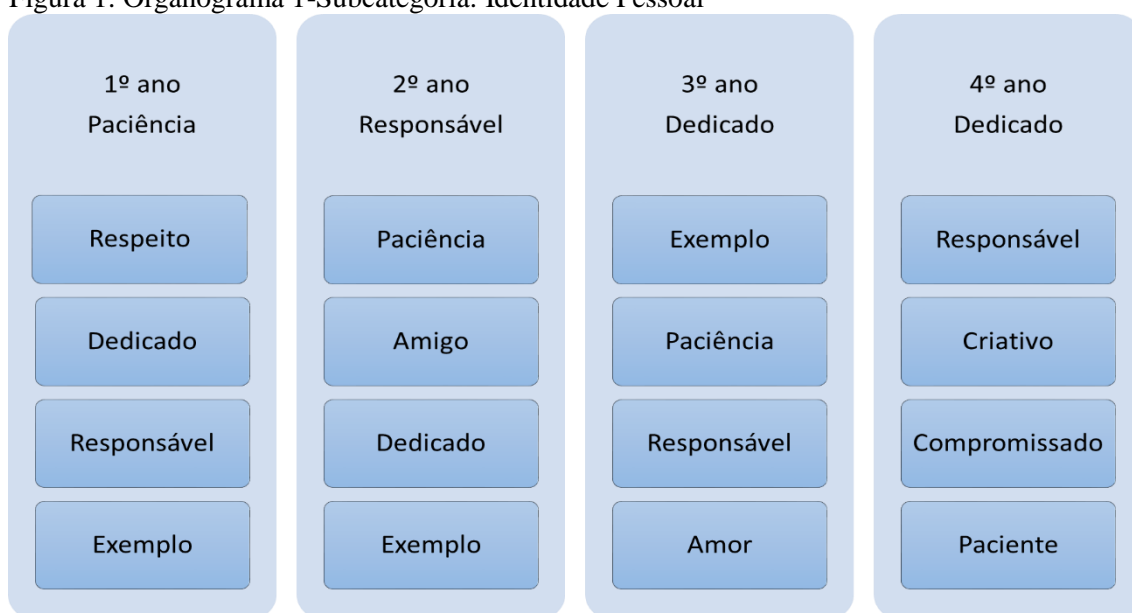 Figura 1: Organograma 1-Subcategoria: Identidade Pessoal
1º ano
Paciência
Respeito
Dedicado
Responsável
Exemplo
2º ano
Responsável
Paciência
Amigo
Dedicado
Exemplo
3º ano
Dedicado
Exemplo
Paciência
Responsável
Amor
4º ano
Dedicado
Responsável
Criativo
Compromissado
Paciente